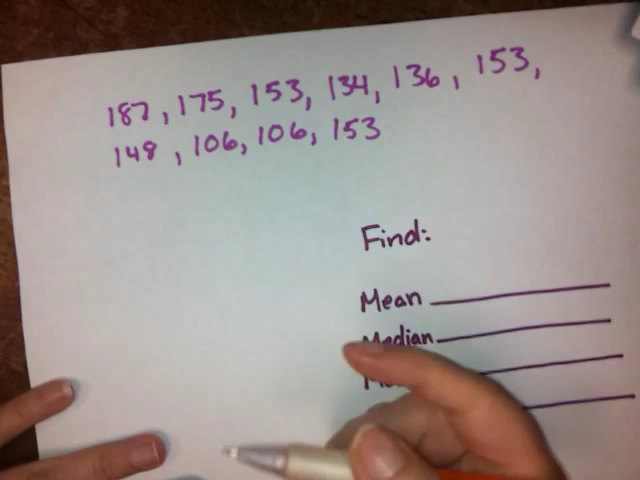 187, 175, 153, 134, 136, 153,
148, 106, 106, 153
Find:
Mean
Median